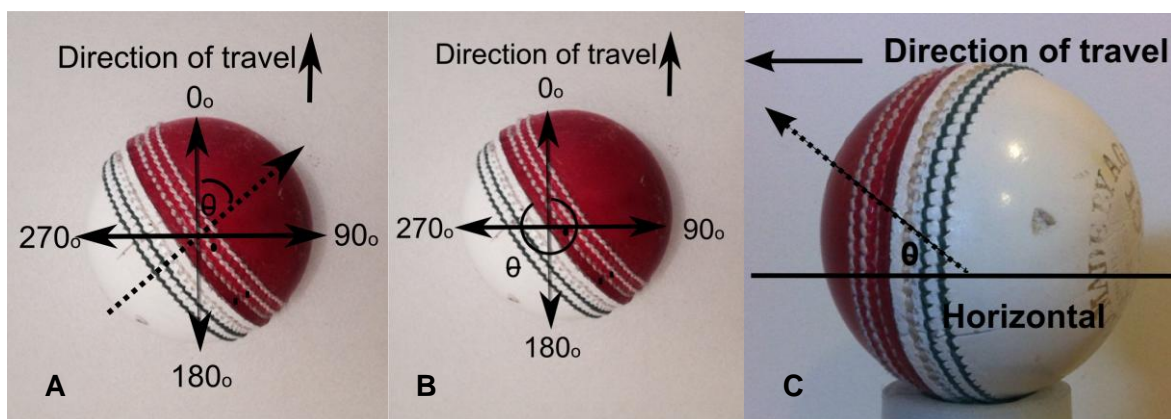 Direction of travel
0o
θ
270o
90o
180o
A
Direction of travel
0o
270o
90o
θ
180o
B
Direction of travel
θ
Horizontal
C